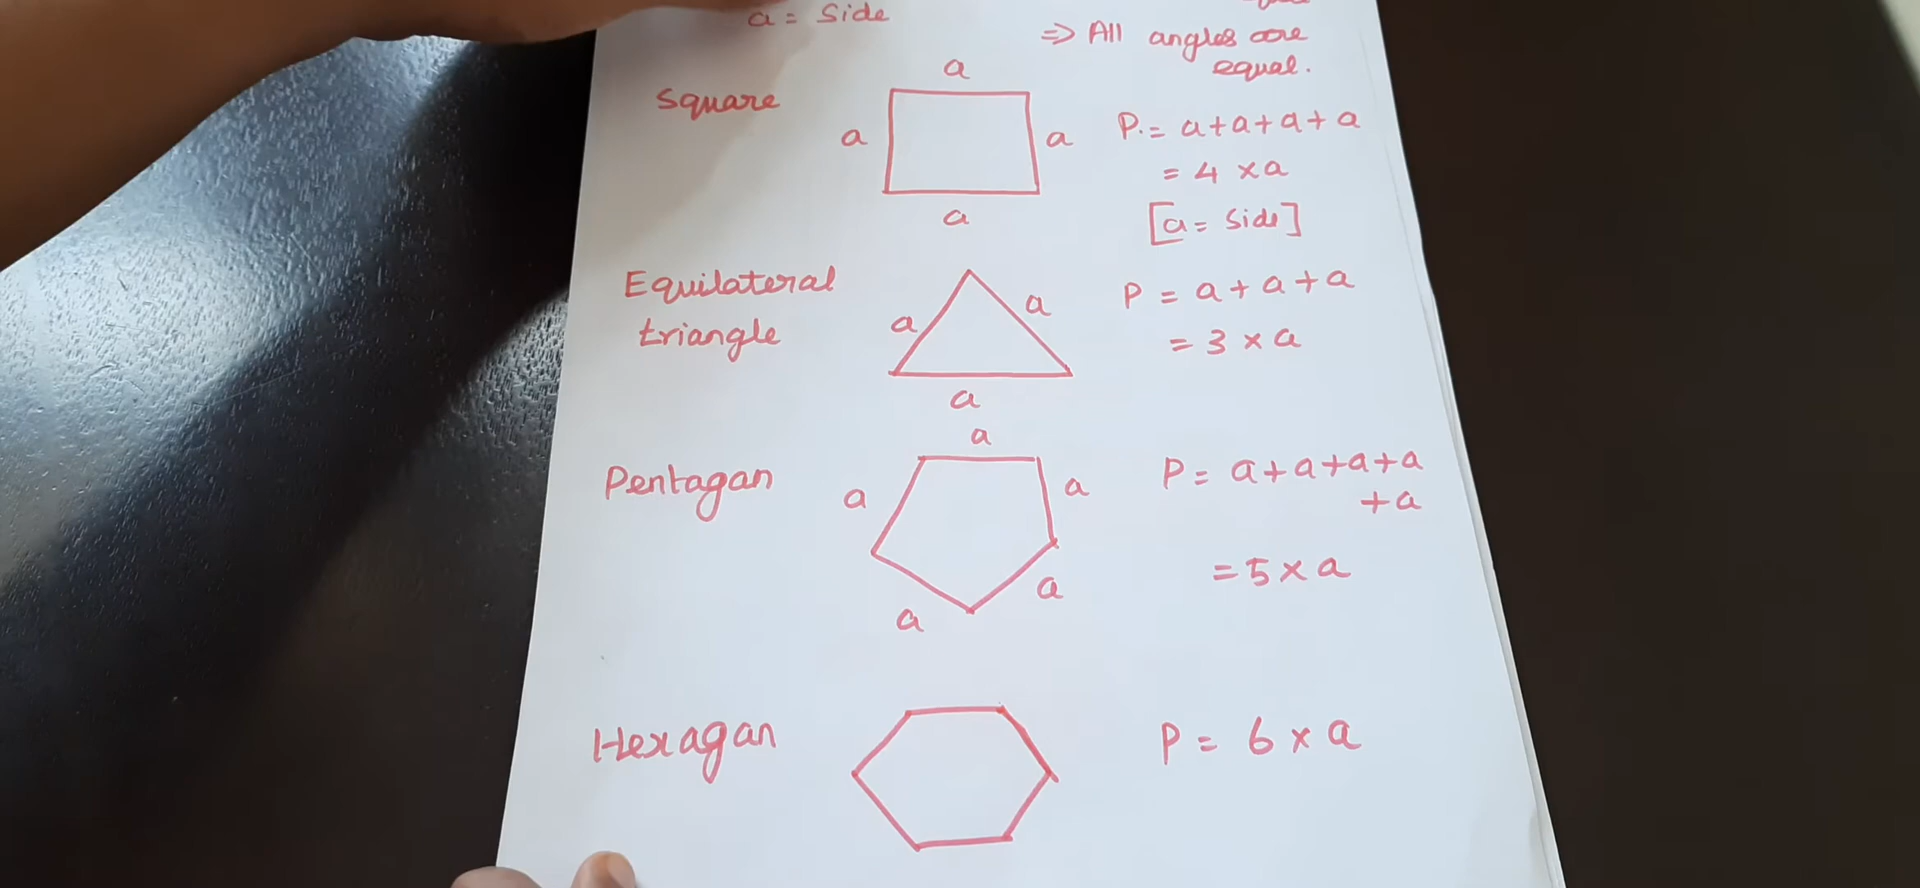 a = Side
=> All angles are
equal.
Square
a
a
a
a
P = a+a+a+a
= 4 × a
[a = Side]
Equilateral
triangle
a
a
a
P = a+a+a
= 3 × a
Pentagan
a
a
a
a
a
P = a+a+a+a
+a
= 5 × a
Hexagan
P = 6 × a